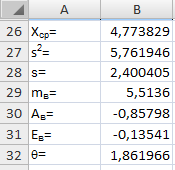 A B
26 Xср= 4,773829
27 s²= 5,761946
28 s= 2,400405
29 mв= 5,5136
30 Aв= -0,85798
31 Eв= -0,13541
32 θ= 1,861966